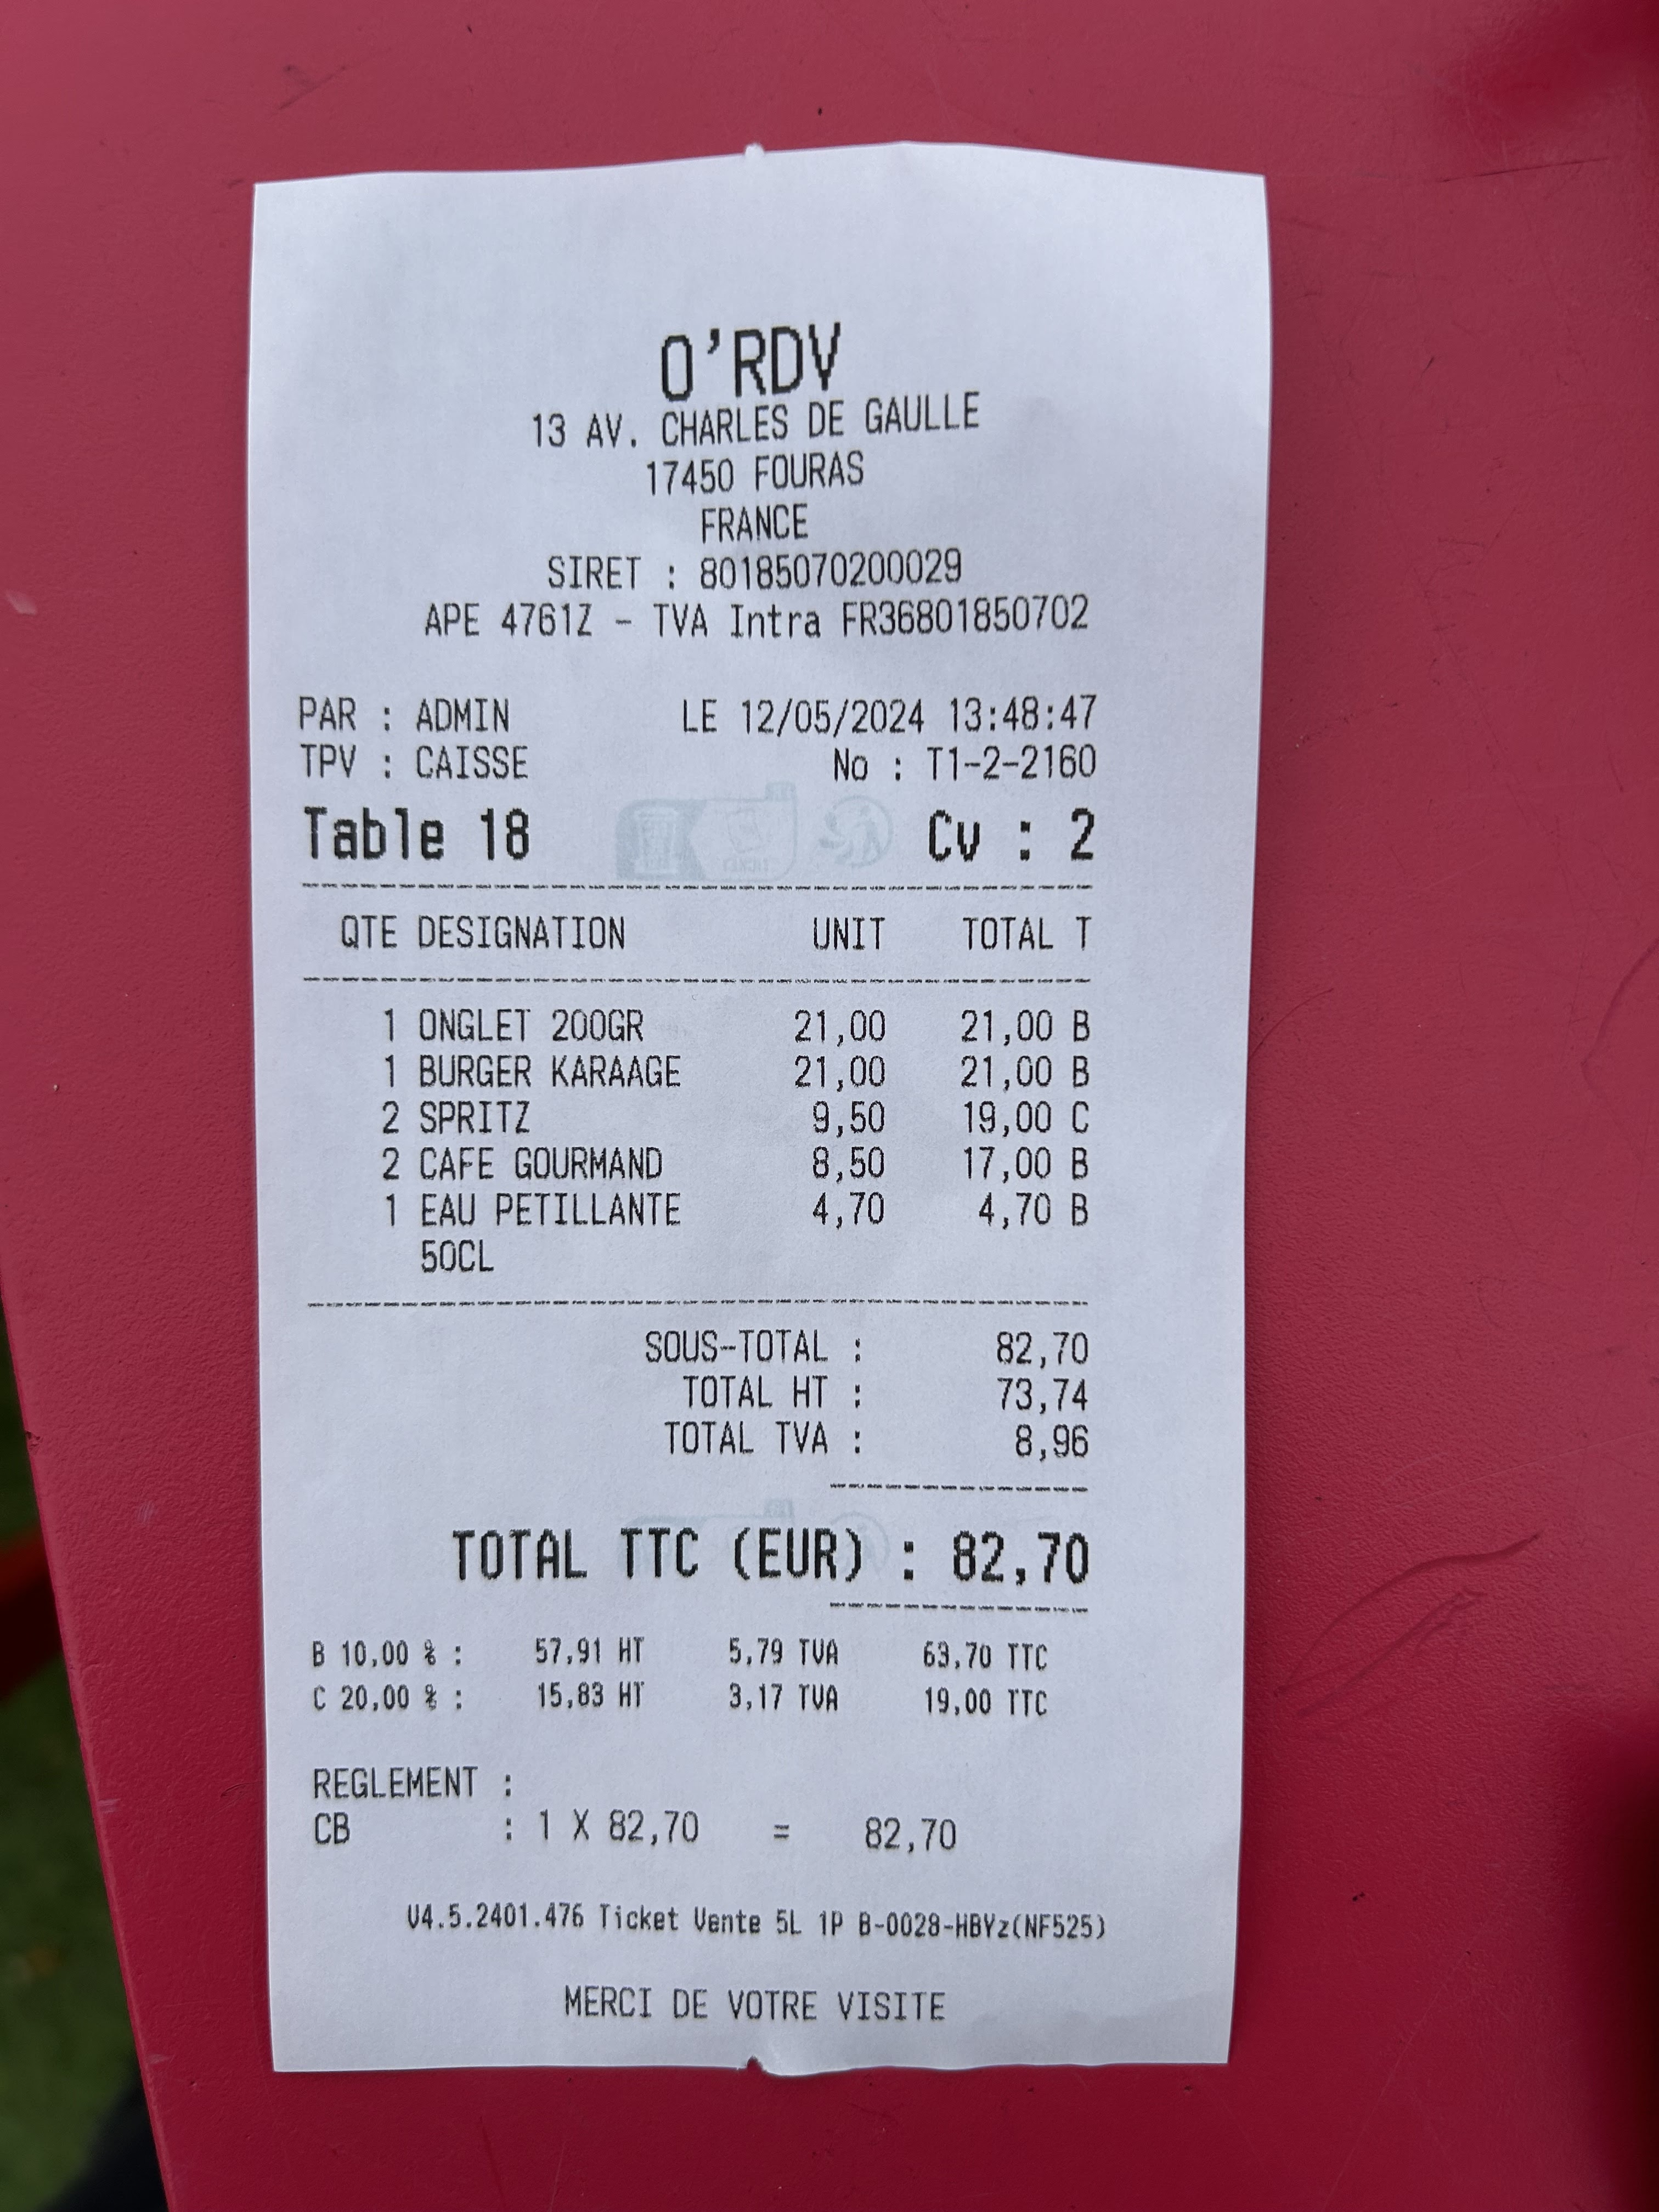 O'RDV
13 AV. CHARLES DE GAULLE
17450 FOURAS
FRANCE
SIRET : 80185070200029
APE 4761Z - TVA Intra FR36801850702
PAR : ADMIN LE 12/05/2024 13:48:47
TPV : CAISSE No : T1-2-2160
Table 18 Cv : 2
QTE DESIGNATION UNIT TOTAL T
1 ONGLET 200GR 21,00 21,00 B
1 BURGER KARAAGE 21,00 21,00 B
2 SPRITZ 9,50 19,00 C
2 CAFE GOURMAND 8,50 17,00 B
1 EAU PETILLANTE 4,70 4,70 B
50CL
SOUS-TOTAL : 82,70
TOTAL HT : 73,74
TOTAL TVA : 8,96
TOTAL TTC (EUR) : 82,70
B 10,00 % : 57,91 HT 5,79 TVA 63,70 TTC
C 20,00 % : 15,83 HT 3,17 TVA 19,00 TTC
REGLEMENT :
CB : 1 X 82,70 = 82,70
V4.5.2401.476 Ticket Vente 5L 1P B-0028-HBYz(NF525)
MERCI DE VOTRE VISITE